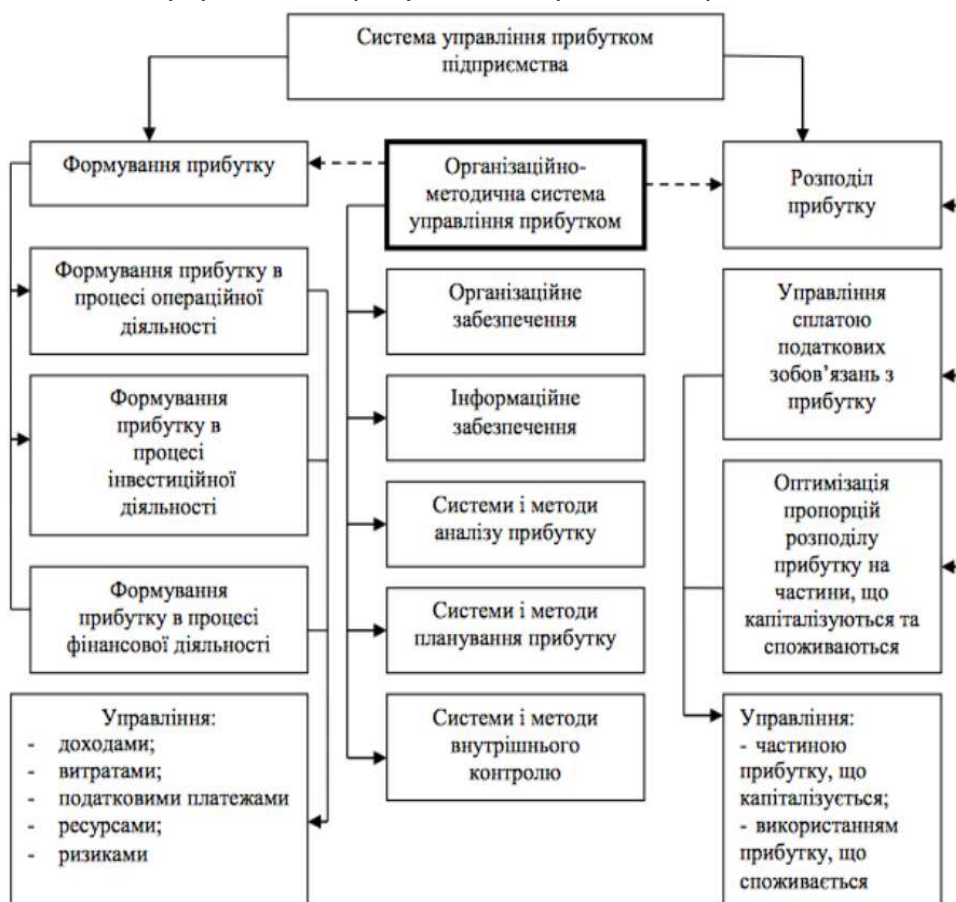 Система управління прибутком
підприємства
Формування прибутку
Організаційно-
методична система
управління прибутком
Розподіл
прибутку
Формування прибутку в
процесі операційної
діяльності
Формування
прибутку в
процесі
інвестиційної
діяльності
Формування
прибутку в процесі
фінансової діяльності
Управління:
- доходами;
- витратами;
- податковими платежами
- ресурсами;
- ризиками
Організаційне
забезпечення
Інформаційне
забезпечення
Системи і методи
аналізу прибутку
Системи і методи
планування прибутку
Системи і методи
внутрішнього
контролю
Управління
сплатою
податкових
зобов’язань з
прибутку
Оптимізація
пропорцій
розподілу
прибутку на
частини, що
капіталізуються та
споживаються
Управління:
- частиною
прибутку, що
капіталізується;
- використанням
прибутку, що
споживається